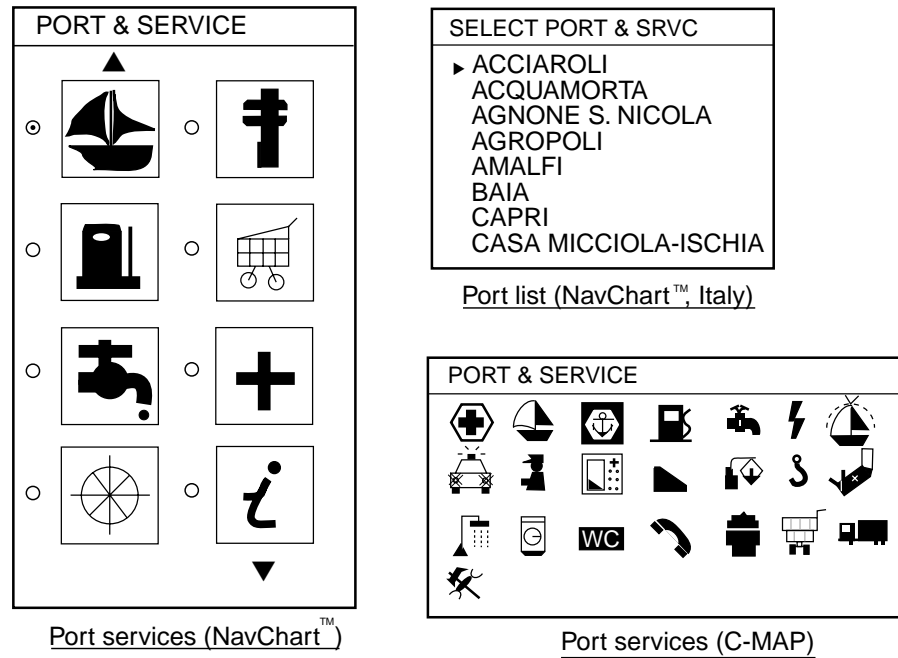 PORT & SERVICE
Port services (NavChart™)
SELECT PORT & SRVC
ACCIAROLI
ACQUAMORTA
AGNONE S. NICOLA
AGROPOLI
AMALFI
BAIA
CAPRI
CASA MICCIOLA-ISCHIA
Port list (NavChart™, Italy)
PORT & SERVICE
WC
Port services (C-MAP)